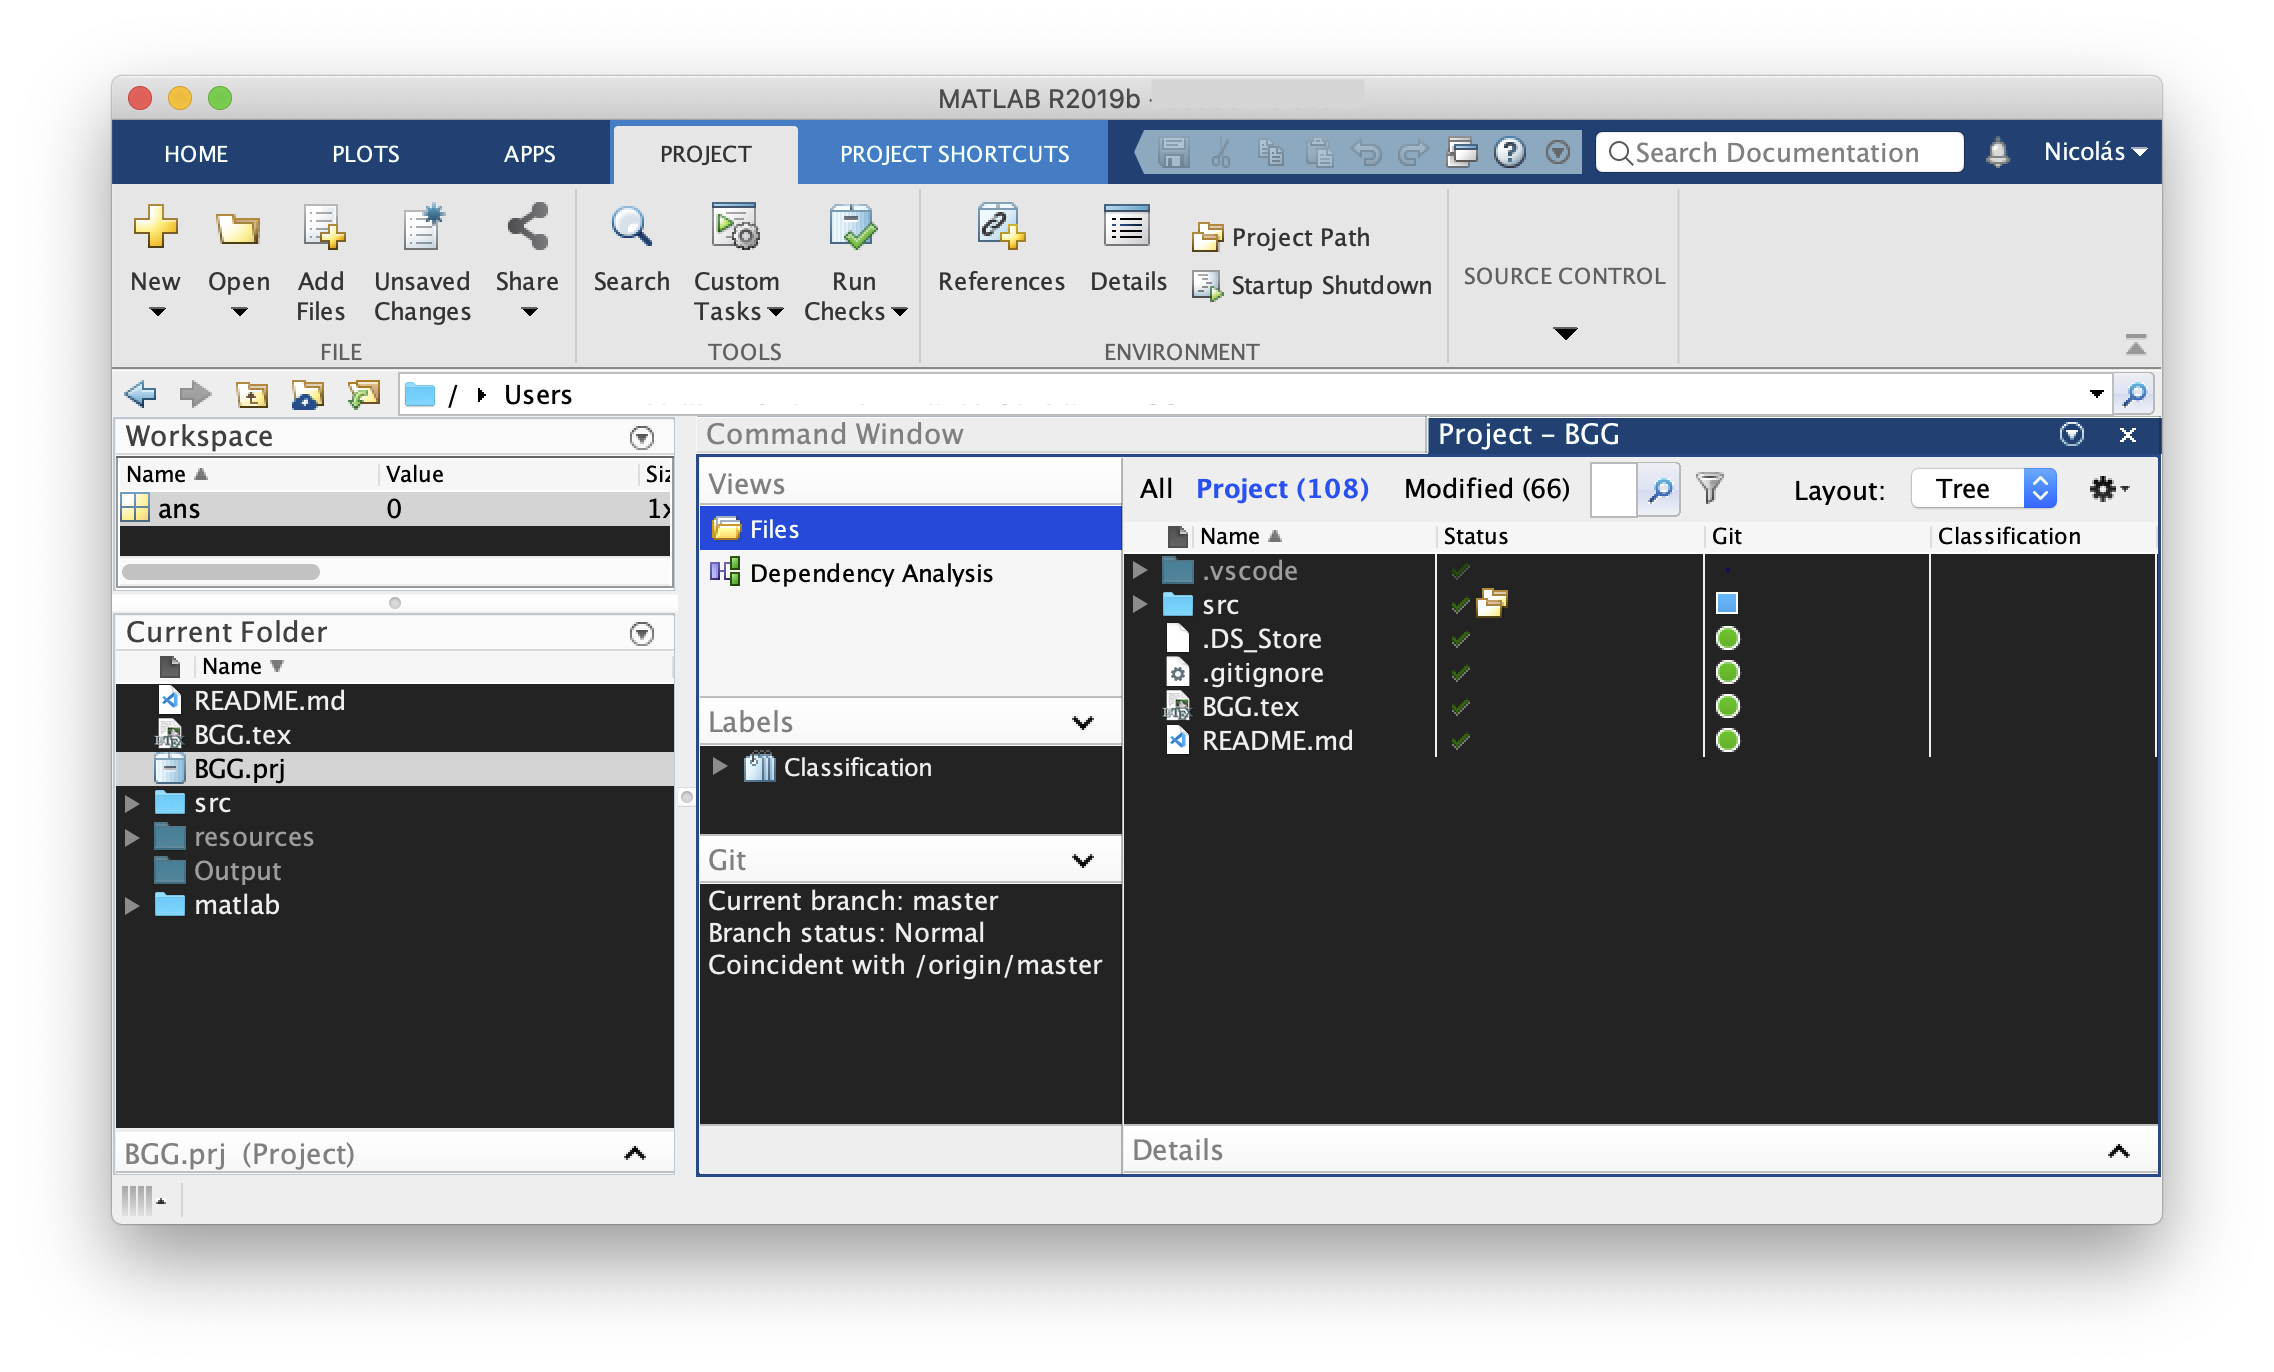 MATLAB R2019b -
HOME PLOTS APPS PROJECT PROJECT SHORTCUTS Search Documentation Nicolás
New Open Add Files Unsaved Changes Share Search Custom Tasks Run Checks References Details Project Path Startup Shutdown SOURCE CONTROL
FILE TOOLS ENVIRONMENT
/ Users
Workspace
Name Value Siz
ans 0 1x
Current Folder
Name
README.md
BGG.tex
BGG.prj
src
resources
Output
matlab
BGG.prj (Project)
Command Window Project - BGG
Views
Files
Dependency Analysis
Labels
Classification
Git
Current branch: master
Branch status: Normal
Coincident with /origin/master
All Project (108) Modified (66) Layout: Tree
Name Status Git Classification
.vscode
src
.DS_Store
.gitignore
BGG.tex
README.md
Details